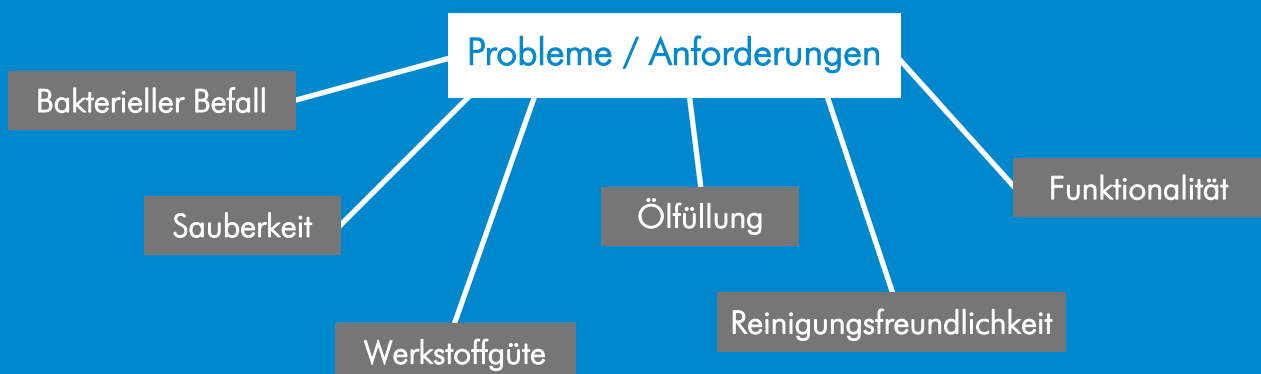 Probleme / Anforderungen
Bakterieller Befall
Funktionalität
Sauberkeit
Ölfüllung
Reinigungsfreundlichkeit
Werkstoffgüte